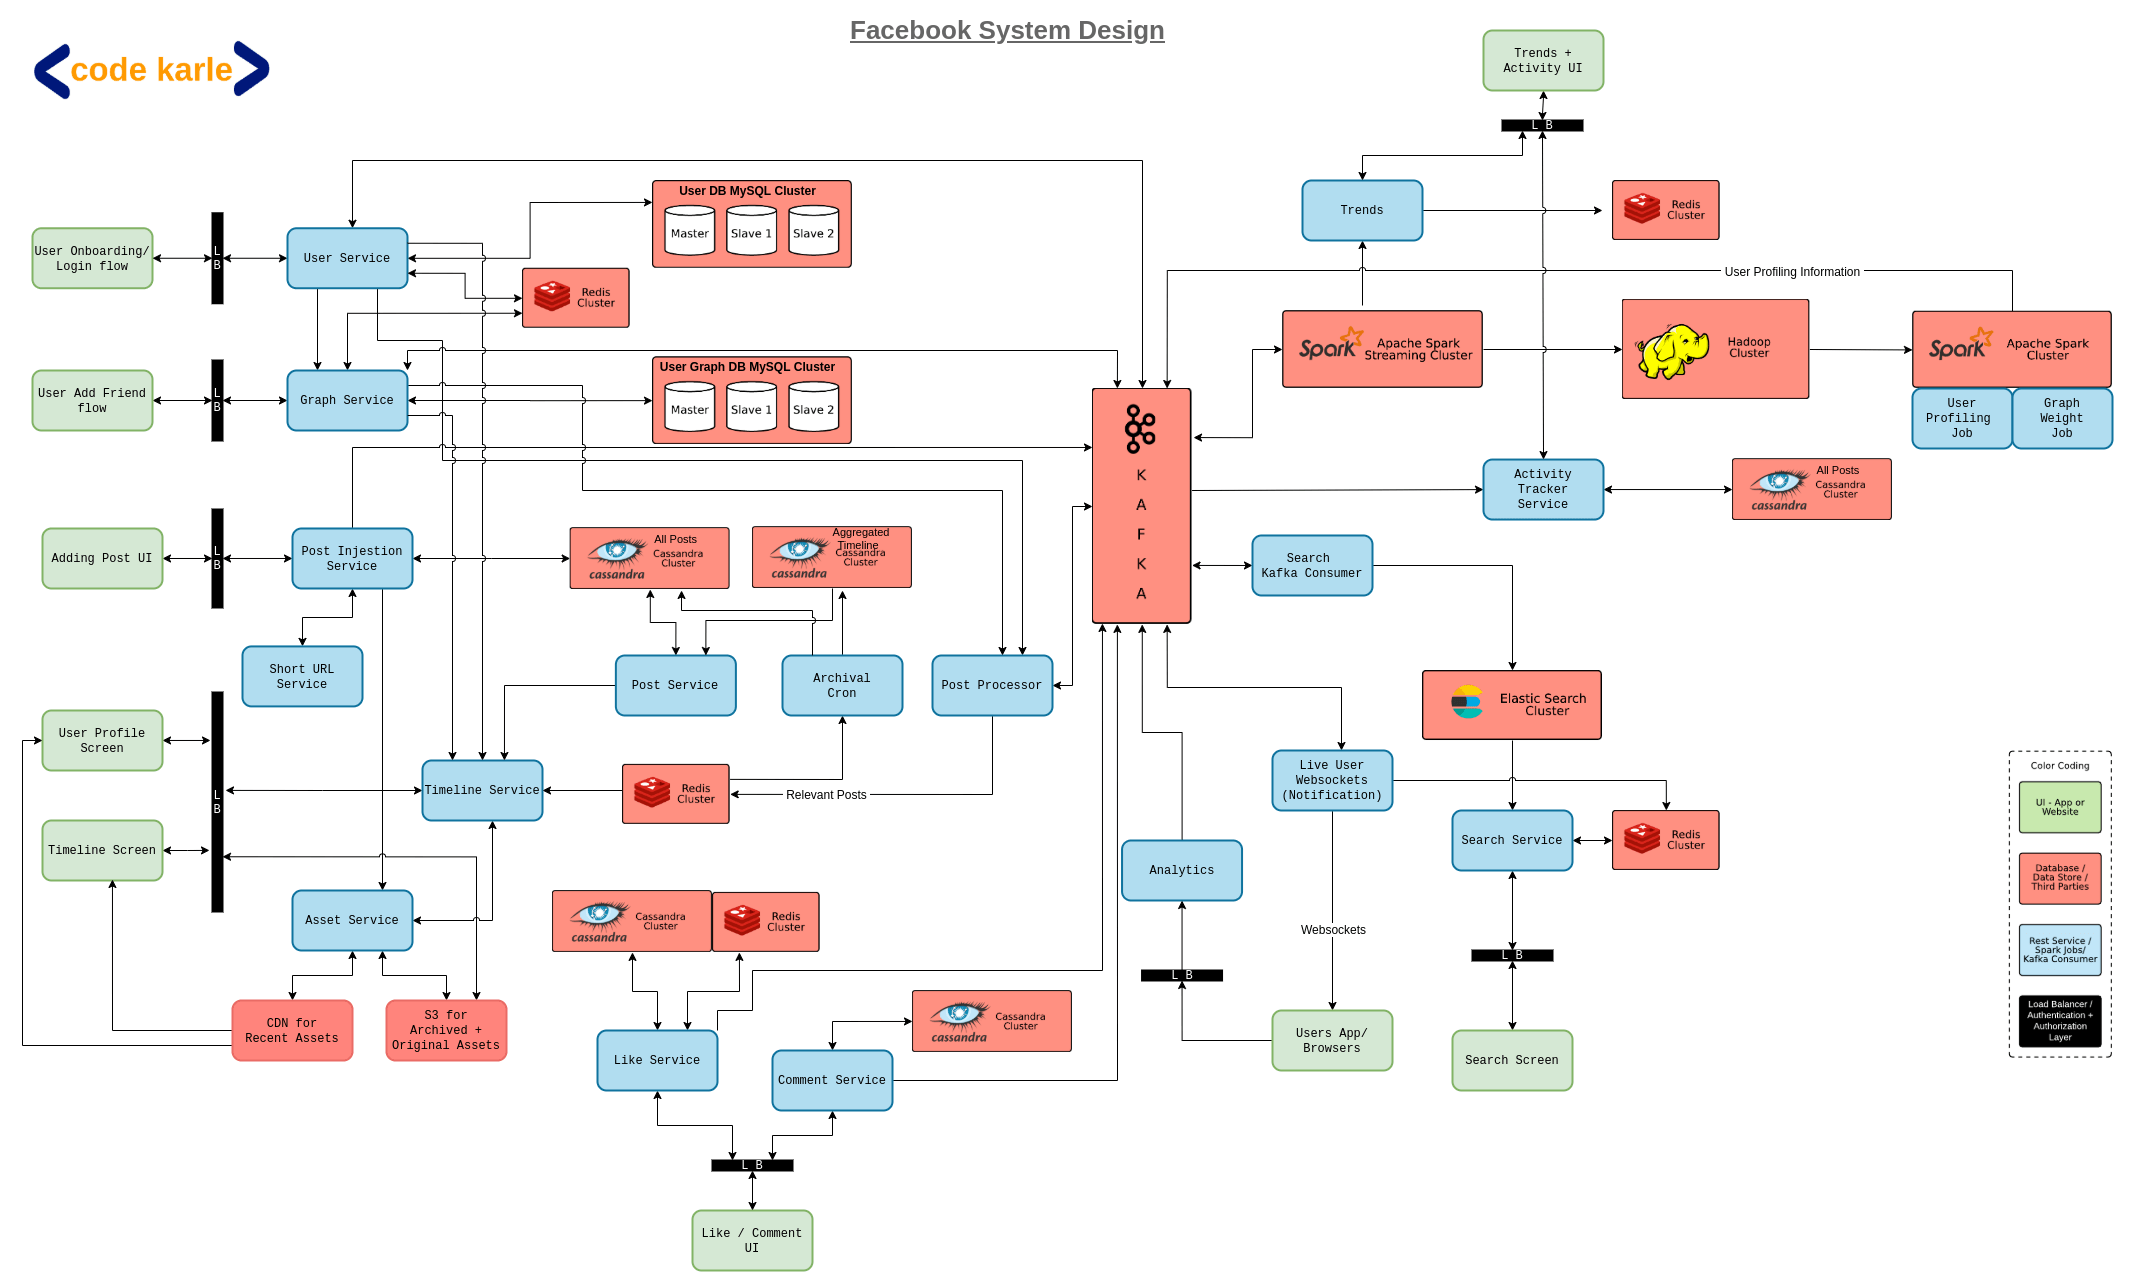 Facebook System Design
code karle
Trends +
Activity UI
L B
User DB MySQL Cluster
Master
Slave 1
Slave 2
Trends
Redis
Cluster
User Onboarding/
Login flow
L
B
User Service
Redis
Cluster
User Profiling Information
Apache Spark
Streaming Cluster
Spark
Hadoop
Cluster
Spark
Apache Spark
Cluster
User
Profiling
Job
Graph
Weight
Job
User Add Friend
flow
L
B
Graph Service
User Graph DB MySQL Cluster
Master
Slave 1
Slave 2
K
A
F
K
A
Activity
Tracker
Service
All Posts
Cassandra
Cluster
cassandra
Adding Post UI
L
B
Post Injestion
Service
All Posts
Cassandra
Cluster
cassandra
Aggregated
Timeline
Cassandra
Cluster
cassandra
Search
Kafka Consumer
Short URL
Service
Post Service
Archival
Cron
Post Processor
Elastic Search
Cluster
User Profile
Screen
L
B
Timeline Service
Redis
Cluster
Relevant Posts
Live User
Websockets
(Notification)
Timeline Screen
Search Service
Redis
Cluster
Analytics
Asset Service
Cassandra
Cluster
cassandra
Redis
Cluster
Websockets
L B
L B
CDN for
Recent Assets
S3 for
Archived +
Original Assets
Like Service
Cassandra
Cluster
cassandra
Comment Service
Users App/
Browsers
Search Screen
L B
Like / Comment
UI
Color Coding
UI - App or
Website
Database /
Data Store /
Third Parties
Rest Service /
Spark Jobs/
Kafka Consumer
Load Balancer /
Authentication +
Authorization
Layer